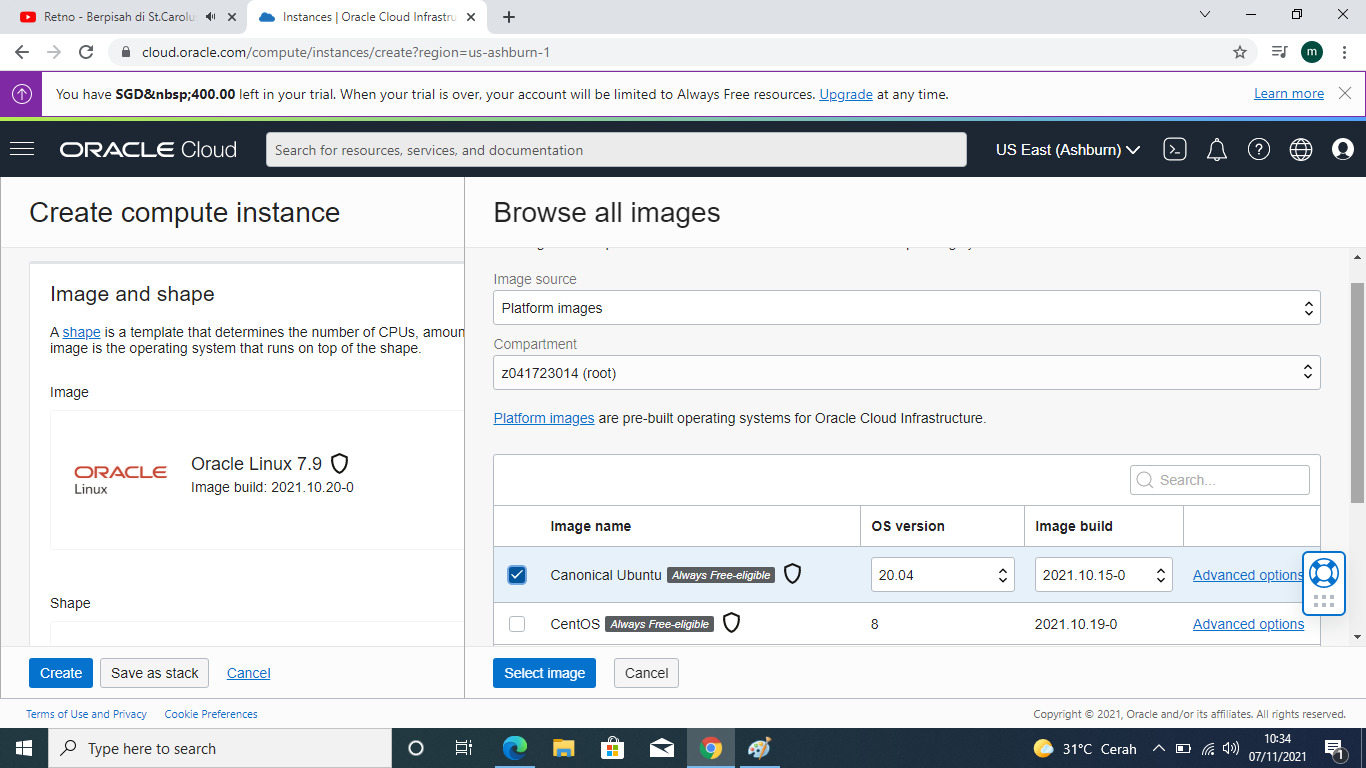 Retno - Berpisah di St.Carolu
Instances | Oracle Cloud Infrastru
cloud.oracle.com/compute/instances/create?region=us-ashburn-1
m
You have SGD&nbsp;400.00 left in your trial. When your trial is over, your account will be limited to Always Free resources. Upgrade at any time.
Learn more
ORACLE Cloud
Search for resources, services, and documentation
US East (Ashburn)
Create compute instance
Image and shape
A shape is a template that determines the number of CPUs, amoun
image is the operating system that runs on top of the shape.
Image
ORACLE
Linux
Oracle Linux 7.9
Image build: 2021.10.20-0
Shape
Create
Save as stack
Cancel
Browse all images
Image source
Platform images
Compartment
z041723014 (root)
Platform images are pre-built operating systems for Oracle Cloud Infrastructure.
Search...
Image name OS version Image build
Canonical Ubuntu Always Free-eligible 20.04 2021.10.15-0 Advanced options
CentOS Always Free-eligible 8 2021.10.19-0 Advanced options
Select image
Cancel
Terms of Use and Privacy Cookie Preferences
Copyright © 2021, Oracle and/or its affiliates. All rights reserved.
Type here to search
31°C Cerah
10:34
07/11/2021
1